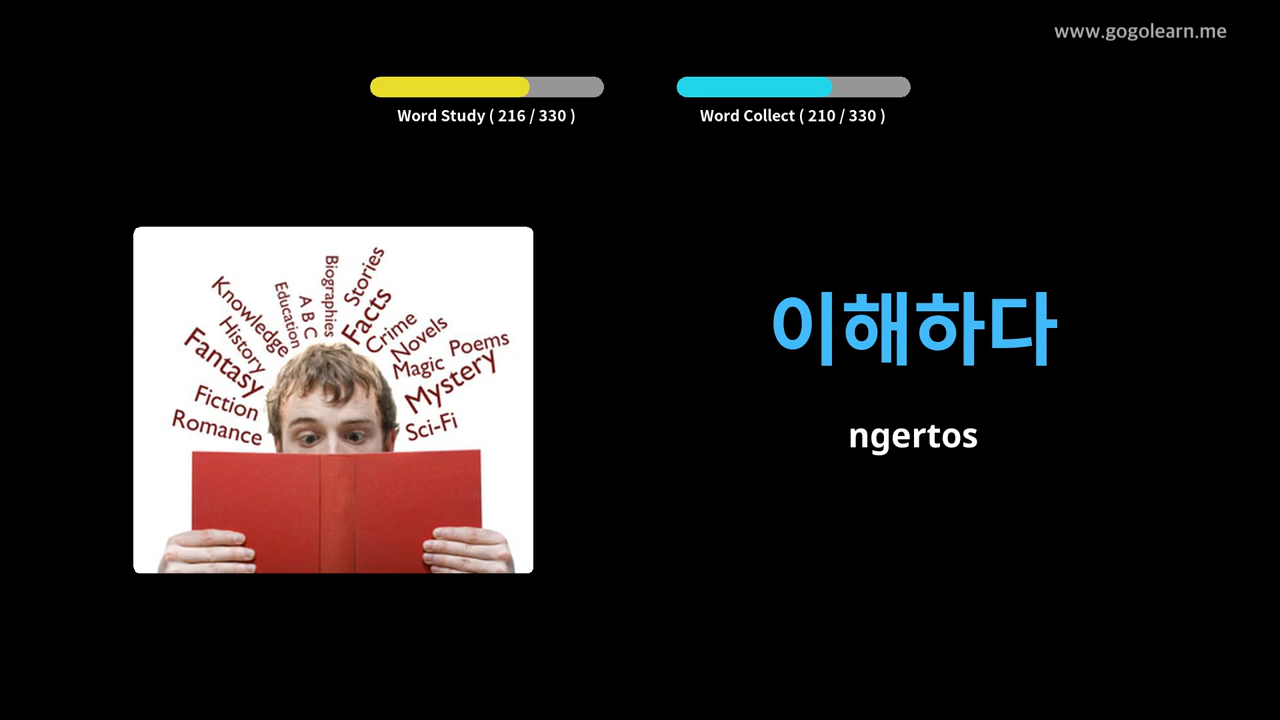 www.gogolearn.me
Word Study ( 216 / 330 )
Word Collect ( 210 / 330 )
Biographies
Stories
Education
A B C
Facts
Knowledge
Crime
History
Novels
Fantasy
Magic
Poems
Mystery
Fiction
Romance
Sci-Fi
이해하다
ngertos